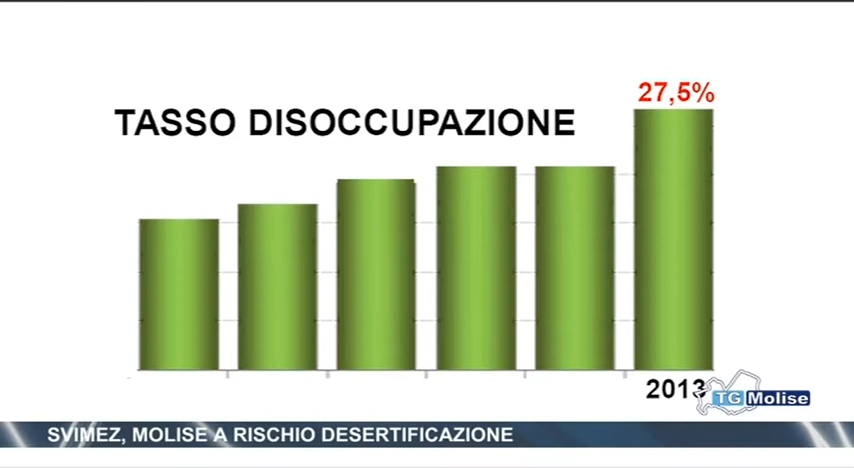 27,5%
TASSO DISOCCUPAZIONE
2013
TG Molise
SVIMEZ, MOLISE A RISCHIO DESERTIFICAZIONE